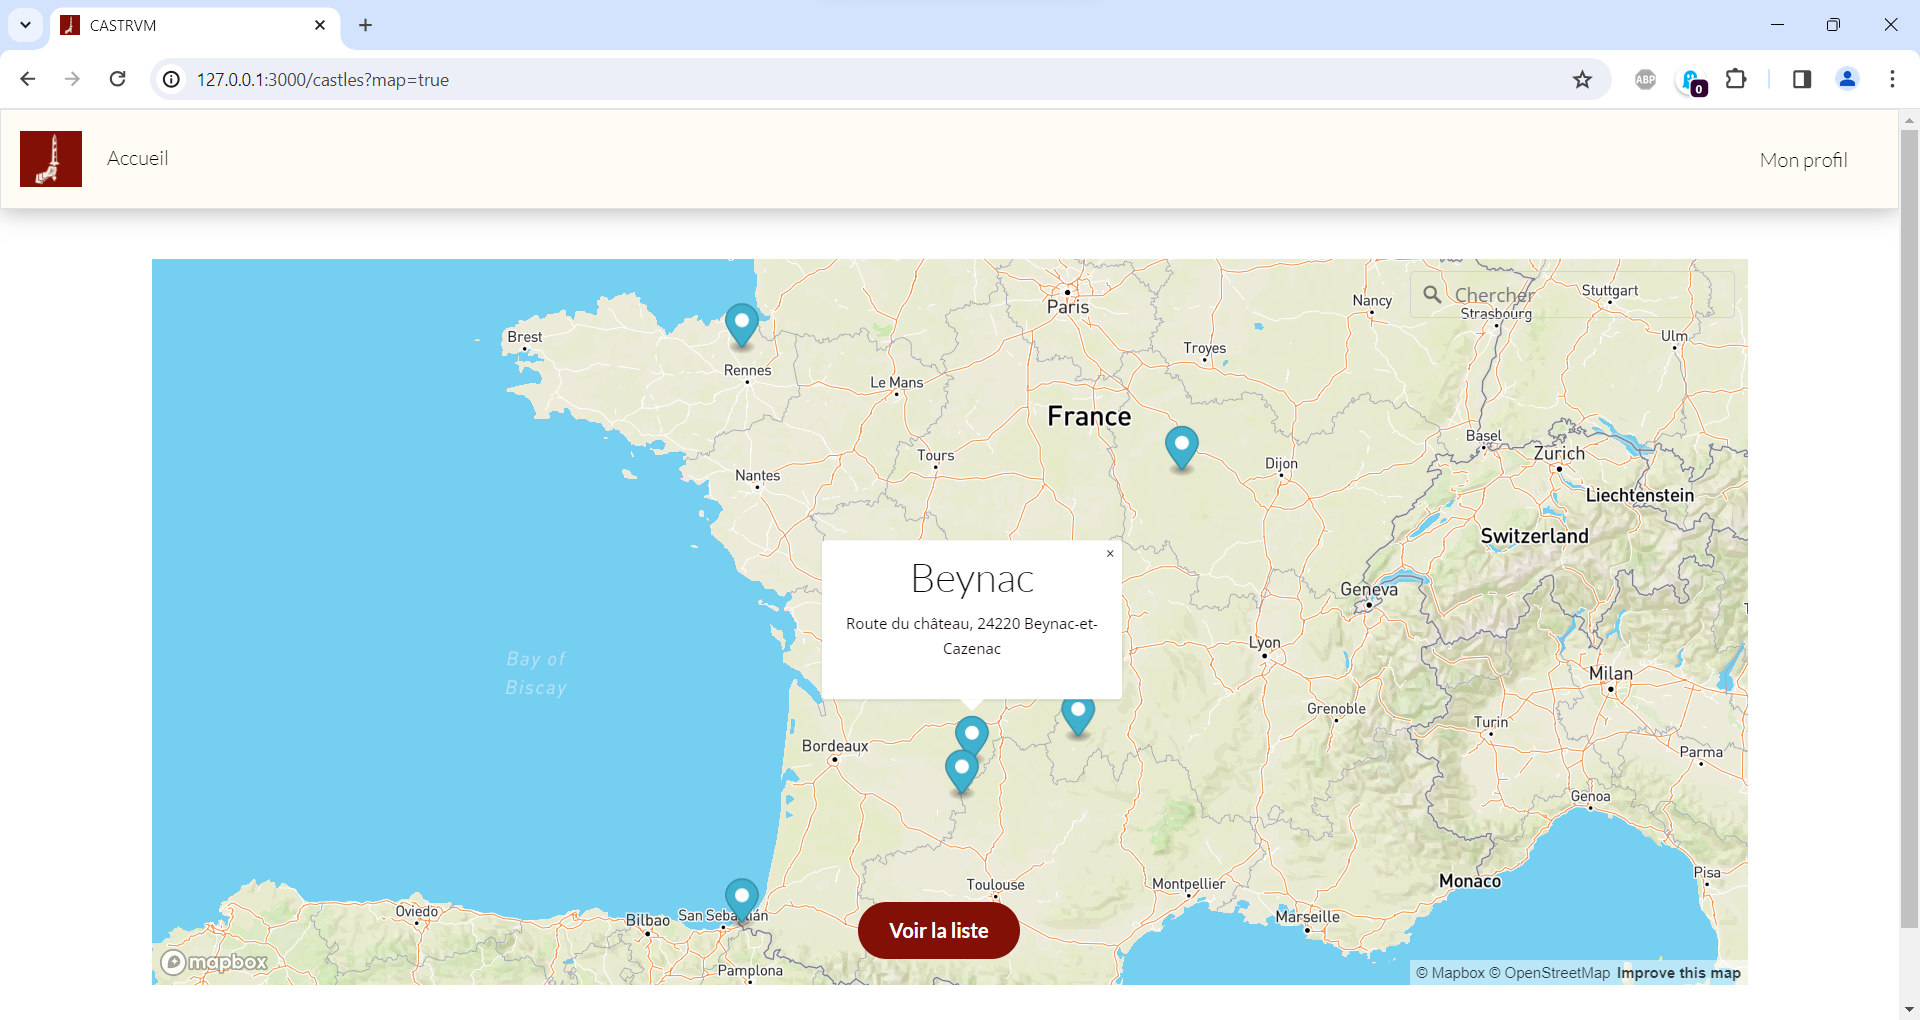 CASTRVM
127.0.0.1:3000/castles?map=true
ABP
0
Accueil
Mon profil
Chercher
Paris
Nancy
Stuttgart
Strasbourg
Brest
Ulm
Troyes
Rennes
Le Mans
France
Basel
Zurich
Tours
Dijon
Nantes
Liechtenstein
Switzerland
×
Beynac
Route du château, 24220 Beynac-et-
Cazenac
Geneva
Lyon
Bay of
Biscay
Milan
Grenoble
Turin
Bordeaux
Parma
Genoa
Toulouse
Montpellier
Monaco
Pisa
Oviedo
Bilbao
San Sebastián
Marseille
Voir la liste
mapbox
Pamplona
© Mapbox © OpenStreetMap Improve this map